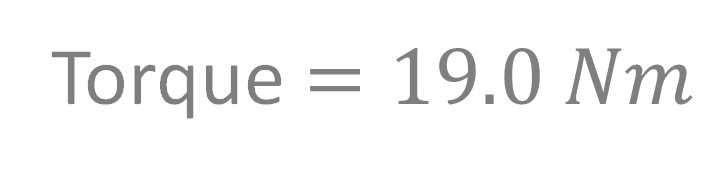 Torque = 19.0 Nm